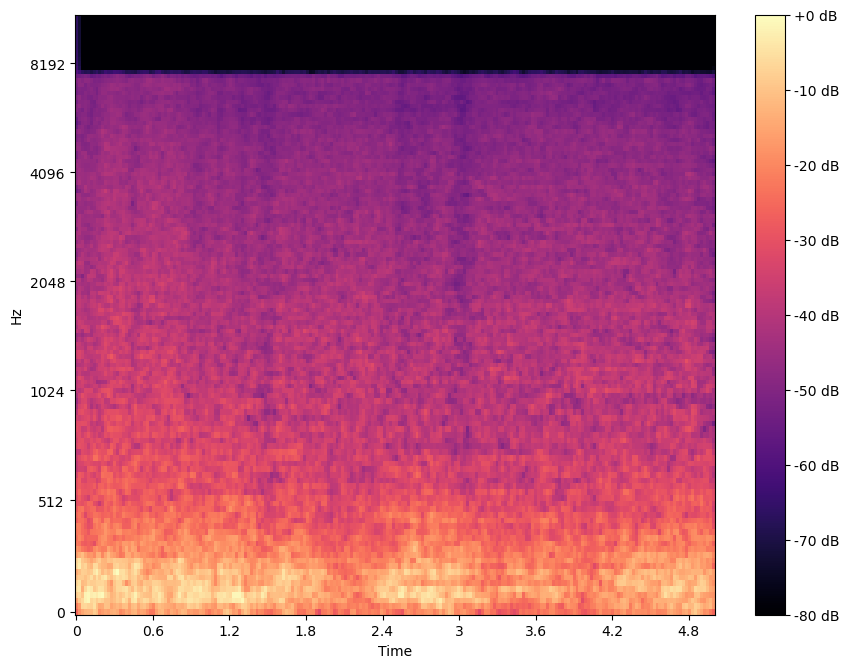 +0 dB
8192
-10 dB
4096
-20 dB
-30 dB
2048
Hz
-40 dB
1024
-50 dB
-60 dB
512
-70 dB
0
-80 dB
0 0.6 1.2 1.8 2.4 3 3.6 4.2 4.8
Time